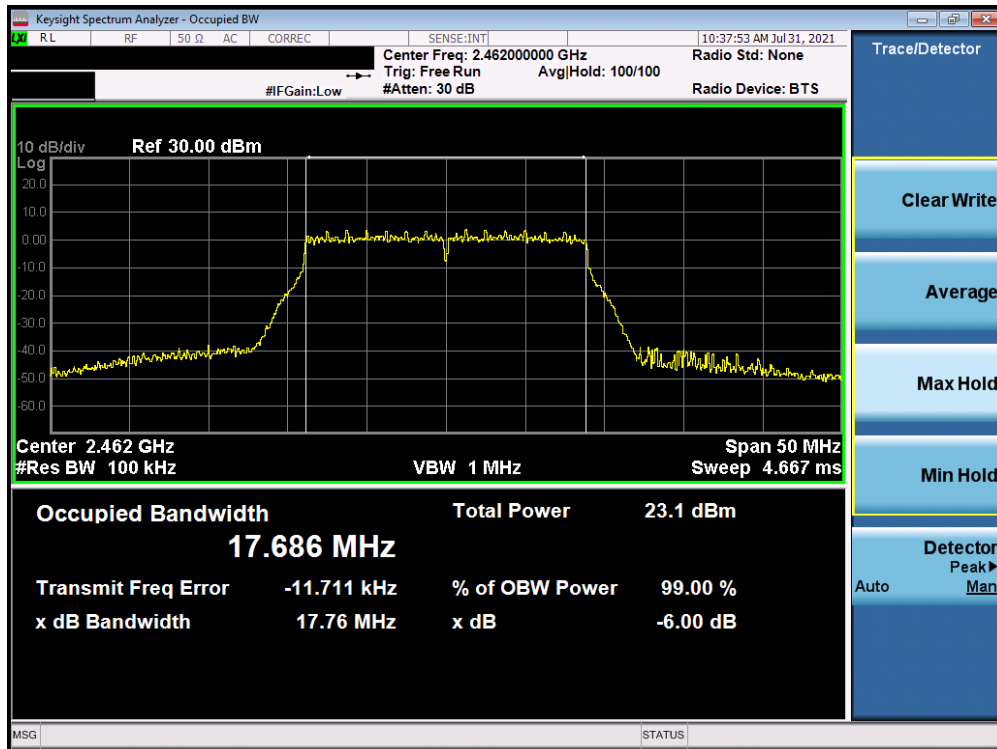 Keysight Spectrum Analyzer - Occupied BW
LXI RL RF 50 Ω AC CORREC SENSE:INT 10:37:53 AM Jul 31, 2021
Center Freq: 2.462000000 GHz Radio Std: None
Trig: Free Run Avg|Hold: 100/100
#IFGain:Low #Atten: 30 dB Radio Device: BTS
Trace/Detector
10 dB/div Ref 30.00 dBm
Log
20.0
10.0
0.00
-10.0
-20.0
-30.0
-40.0
-50.0
-60.0
Center 2.462 GHz Span 50 MHz
#Res BW 100 kHz VBW 1 MHz Sweep 4.667 ms
Occupied Bandwidth Total Power 23.1 dBm
17.686 MHz
Transmit Freq Error -11.711 kHz % of OBW Power 99.00 %
x dB Bandwidth 17.76 MHz x dB -6.00 dB
Clear Write
Average
Max Hold
Min Hold
Detector
Peak▶
Auto Man
MSG STATUS